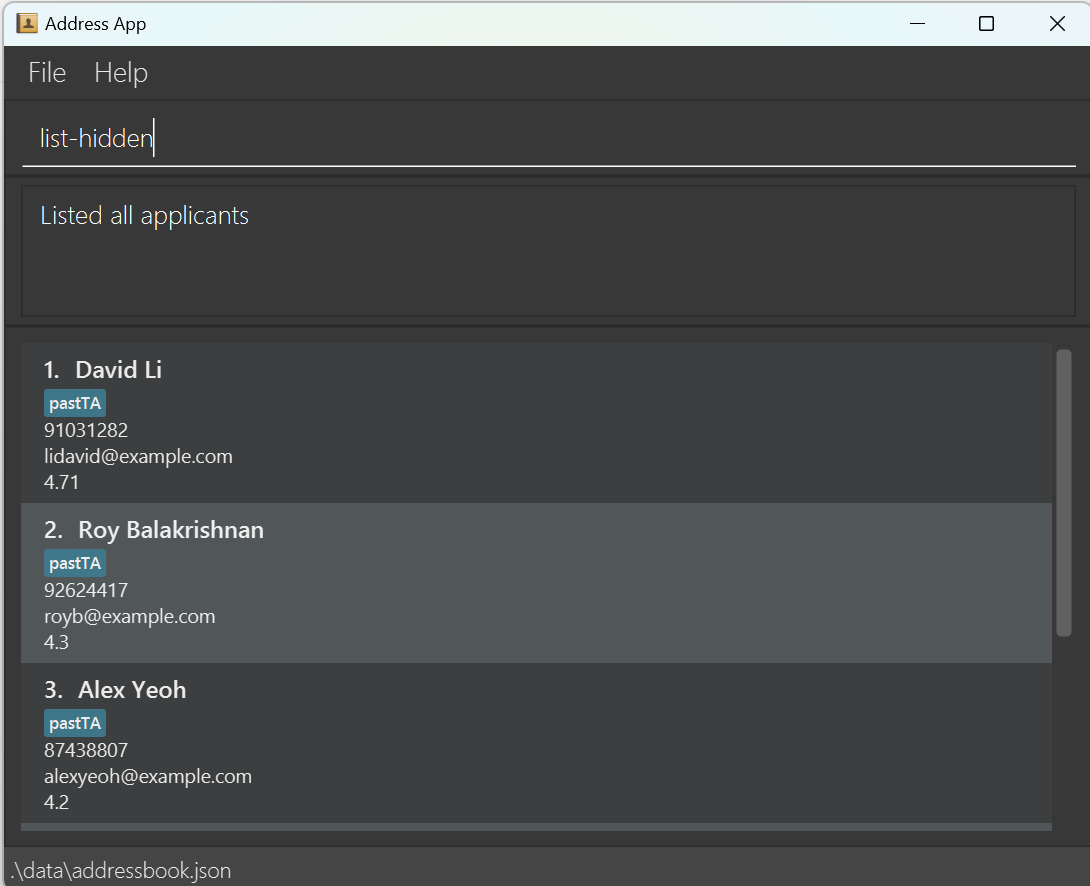 Address App
File Help
list-hidden
Listed all applicants
1. David Li
pastTA
91031282
lidavid@example.com
4.71
2. Roy Balakrishnan
pastTA
92624417
royb@example.com
4.3
3. Alex Yeoh
pastTA
87438807
alexyeoh@example.com
4.2
.\data\addressbook.json